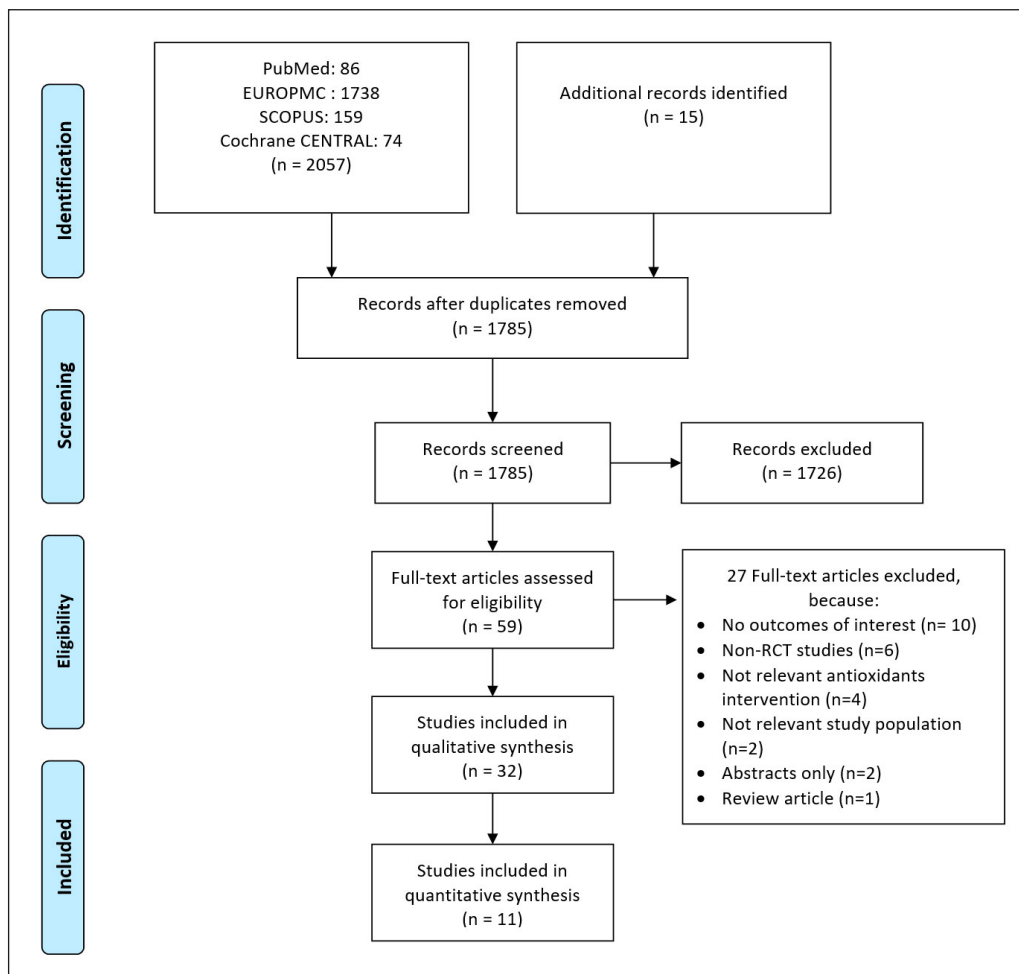 Identification
PubMed: 86
EUROPMC : 1738
SCOPUS: 159
Cochrane CENTRAL: 74
(n = 2057)
Additional records identified
(n = 15)
Records after duplicates removed
(n = 1785)
Screening
Records screened
(n = 1785)
Records excluded
(n = 1726)
Eligibility
Full-text articles assessed
for eligibility
(n = 59)
27 Full-text articles excluded,
because:
• No outcomes of interest (n= 10)
• Non-RCT studies (n=6)
• Not relevant antioxidants
intervention (n=4)
• Not relevant study population
(n=2)
• Abstracts only (n=2)
• Review article (n=1)
Studies included in
qualitative synthesis
(n = 32)
Included
Studies included in
quantitative synthesis
(n = 11)